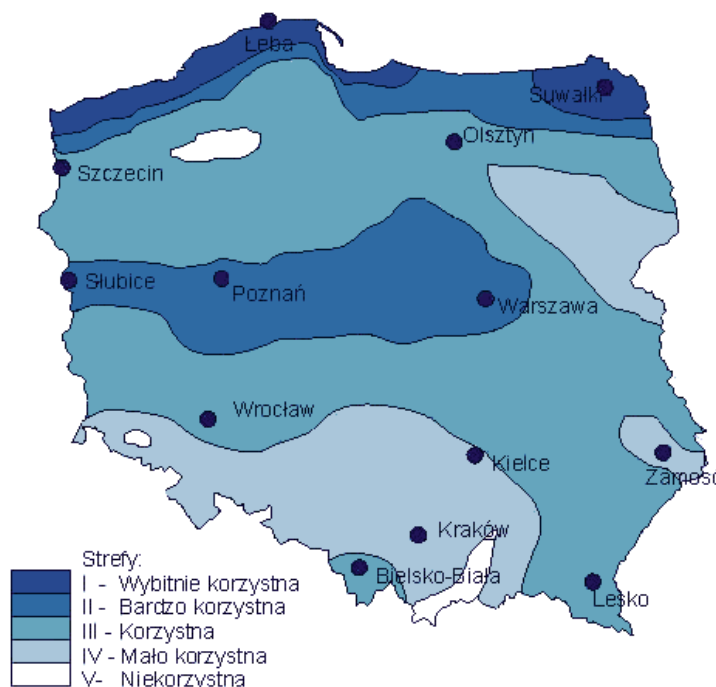 Łeba
Suwałki
Olsztyn
Szczecin
Słubice
Poznań
Warszawa
Wrocław
Kielce
Zamość
Kraków
Bielsko-Biała
Lesko
Strefy:
I - Wybitnie korzystna
II - Bardzo korzystna
III - Korzystna
IV - Mało korzystna
V- Niekorzystna